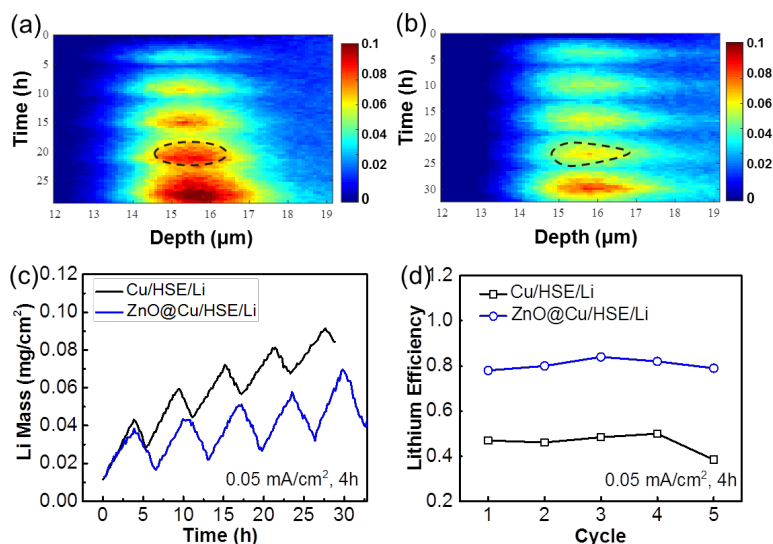 (a)
0
5
10
15
20
25
Time (h)
12 13 14 15 16 17 18 19
Depth (µm)
0.1
0.08
0.06
0.04
0.02
0
(b)
0
5
10
15
20
25
30
Time (h)
12 13 14 15 16 17 18 19
Depth (µm)
0.1
0.08
0.06
0.04
0.02
0
(c)
0.12
0.10
0.08
0.06
0.04
0.02
0.00
Li Mass (mg/cm²)
Cu/HSE/Li
ZnO@Cu/HSE/Li
0.05 mA/cm², 4h
0 5 10 15 20 25 30
Time (h)
(d)
1.2
1.0
0.8
0.6
0.4
0.2
Lithium Efficiency
Cu/HSE/Li
ZnO@Cu/HSE/Li
0.05 mA/cm², 4h
1 2 3 4 5
Cycle